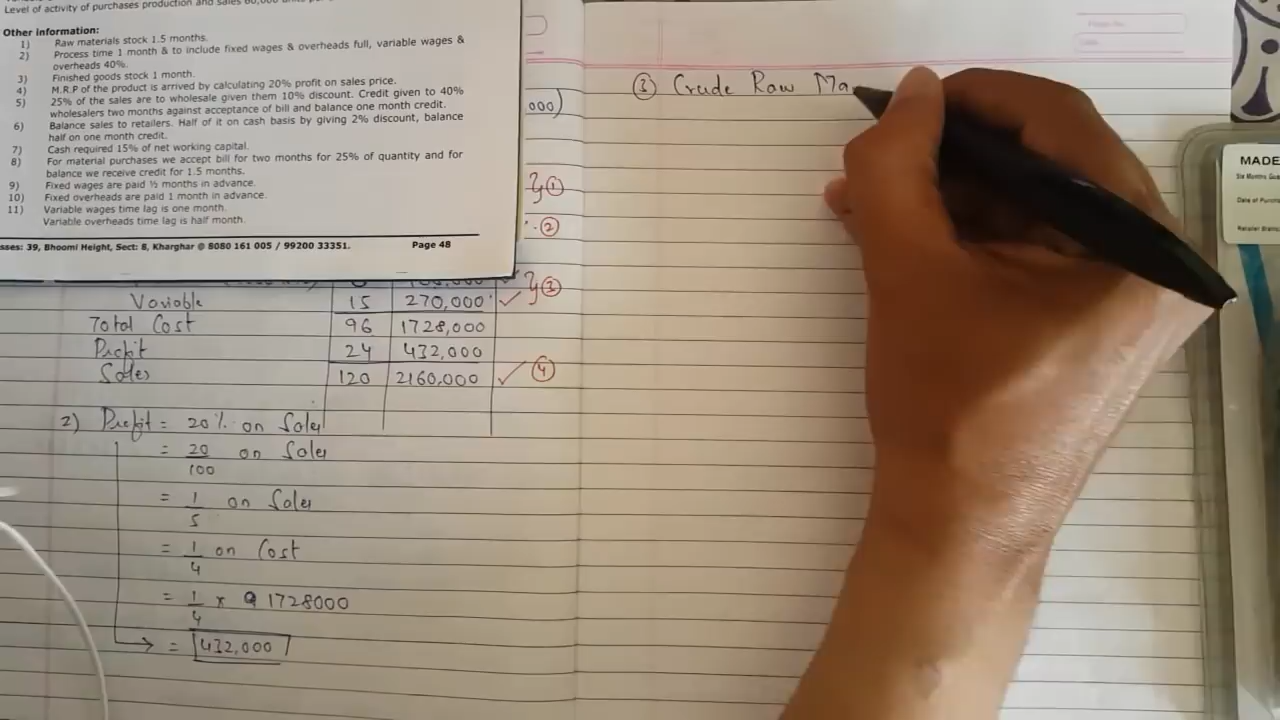 Level of activity of purchases production and sales 60,000 units per
Other information:
1) Raw materials stock 1.5 months.
2) Process time 1 month & to include fixed wages & overheads full, variable wages &
overheads 40%.
3) Finished goods stock 1 month.
4) M.R.P of the product is arrived by calculating 20% profit on sales price.
5) 25% of the sales are to wholesale given them 10% discount. Credit given to 40%
wholesalers two months against acceptance of bill and balance one month credit.
6) Balance sales to retailers. Half of it on cash basis by giving 2% discount, balance
half on one month credit.
7) Cash required 15% of net working capital.
8) For material purchases we accept bill for two months for 25% of quantity and for
balance we receive credit for 1.5 months.
9) Fixed wages are paid ½ months in advance.
10) Fixed overheads are paid 1 month in advance.
11) Variable wages time lag is one month.
Variable overheads time lag is half month.
sses: 39, Bhoomi Height, Sect: 8, Kharghar @ 8080 161 005 / 99200 33351. Page 48
000)
}①
②
Variable 15 270,000 ✓ }③
Total Cost 96 1728,000
Profit 24 432,000
Sales 120 2160,000 ✓ ④
2) Profit = 20% on Sales
= 20/100 on Sales
= 1/5 on Sales
= 1/4 on Cost
= 1/4 × 1728000
→ = 432,000
③ Crude Raw Ma
MADE
Six Months Gua
Date of Purcha